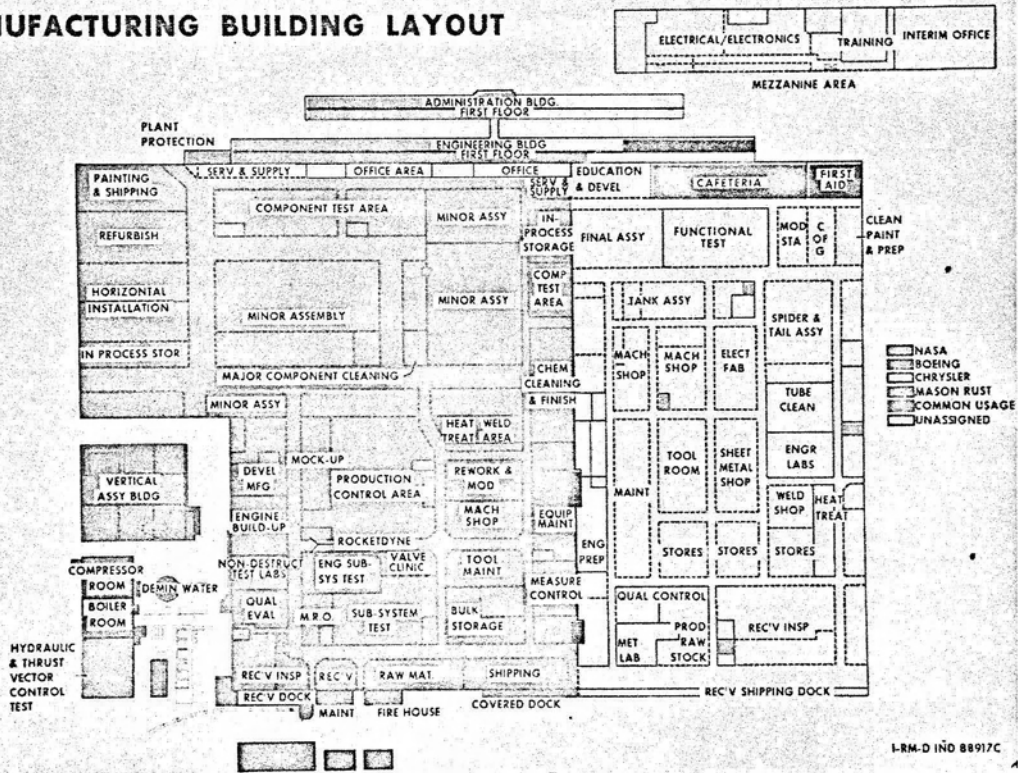 NUFACTURING BUILDING LAYOUT
ELECTRICAL/ELECTRONICS
TRAINING
INTERIM OFFICE
MEZZANINE AREA
ADMINISTRATION BLDG.
FIRST FLOOR
PLANT
PROTECTION
ENGINEERING BLDG
FIRST FLOOR
PAINTING
& SHIPPING
SERV & SUPPLY
OFFICE AREA
OFFICE
SERV &
SUPPLY
EDUCATION
& DEVEL
CAFETERIA
FIRST
AID
COMPONENT TEST AREA
MINOR ASSY
IN-
PROCESS
STORAGE
FINAL ASSY
FUNCTIONAL
TEST
MOD
STA
C
OF
G
CLEAN
PAINT
& PREP
REFURBISH
HORIZONTAL
INSTALLATION
MINOR ASSEMBLY
MINOR ASSY
COMP
TEST
AREA
TANK ASSY
SPIDER &
TAIL ASSY
IN PROCESS STOR
MAJOR COMPONENT CLEANING
CHEM
CLEANING
& FINISH
MACH
SHOP
MACH
SHOP
ELECT
FAB
TUBE
CLEAN
NASA
BOEING
CHRYSLER
MASON RUST
COMMON USAGE
UNASSIGNED
MINOR ASSY
HEAT
TREAT
WELD
AREA
MOCK-UP
VERTICAL
ASSY BLDG
DEVEL
MFG
PRODUCTION
CONTROL AREA
REWORK &
MOD
MACH
SHOP
ENGINE
BUILD-UP
EQUIP
MAINT
MAINT
TOOL
ROOM
SHEET
METAL
SHOP
ENGR
LABS
WELD
SHOP
HEAT
TREAT
ROCKETDYNE
COMPRESSOR
ROOM
DEMIN WATER
NON-DESTRUCT
TEST LABS
ENG SUB-
SYS TEST
VALVE
CLINIC
TOOL
MAINT
ENG
PREP
STORES
STORES
STORES
BOILER
ROOM
QUAL
EVAL
M.R.O.
SUB-SYSTEM
TEST
BULK
STORAGE
MEASURE
CONTROL
QUAL CONTROL
MET
LAB
PROD
RAW
STOCK
REC'V INSP
HYDRAULIC
& THRUST
VECTOR
CONTROL
TEST
REC'V INSP
REC'V
RAW MAT.
SHIPPING
REC'V DOCK
MAINT
FIRE HOUSE
COVERED DOCK
REC'V SHIPPING DOCK
I-RM-D IND 88917C